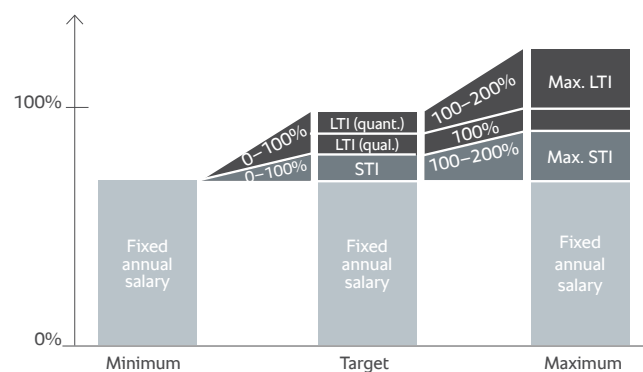 100%
0%
Fixed
annual
salary
Minimum
0–100%
0–100%
LTI (quant.)
LTI (qual.)
STI
Fixed
annual
salary
Target
100–200%
100%
100–200%
Max. LTI
Max. STI
Fixed
annual
salary
Maximum